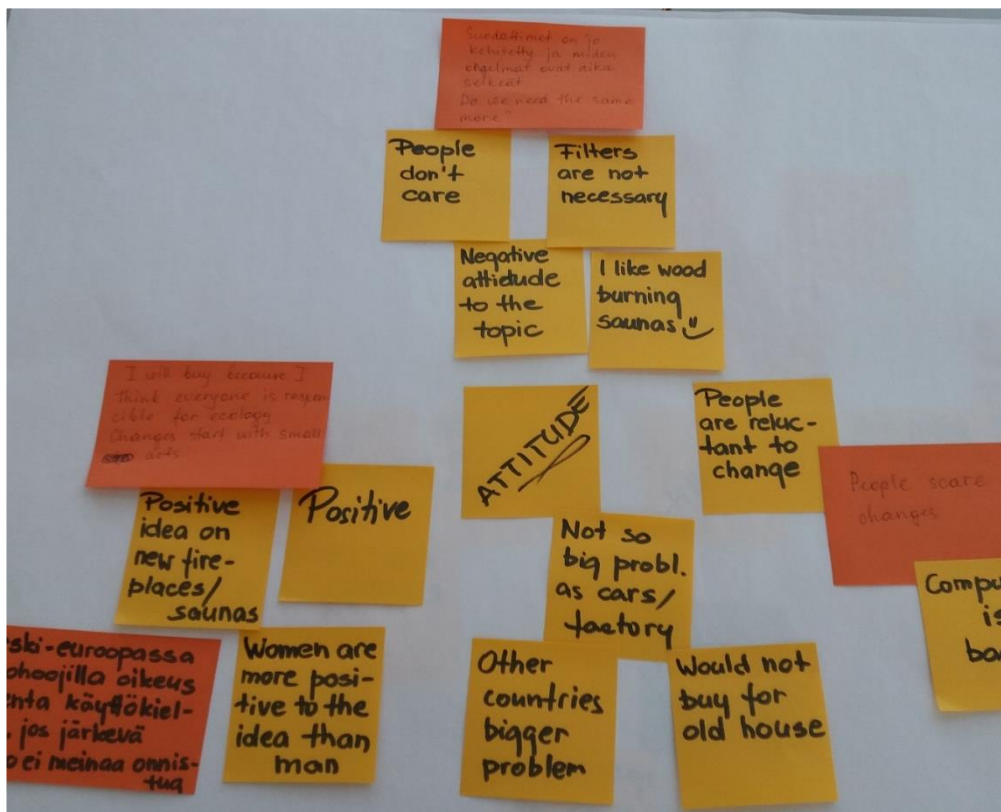 Suodattimet on jo
kehitetty ja niiden
ongelmat ovat aika
selkeät
Do we need the same
more?
People
don't
care
Filters
are not
necessary
Negative
attidude
to the
topic
I like wood
burning
saunas
I will buy because I
think everyone is respon
cible for ecology
Changes start with small
acts
ATTITUDE
People
are reluc-
tant to
change
People scare
changes
Positive
idea on
new fire-
places/
saunas
Positive
Not so
big probl.
as cars/
factory
is
ski-euroopassa
oikeus
käyttökiel-
jos järkevä
ei meinaa onnis-
tua
Women are
more posi-
tive to the
idea than
man
Other
countries
bigger
problem
Would not
buy for
old house